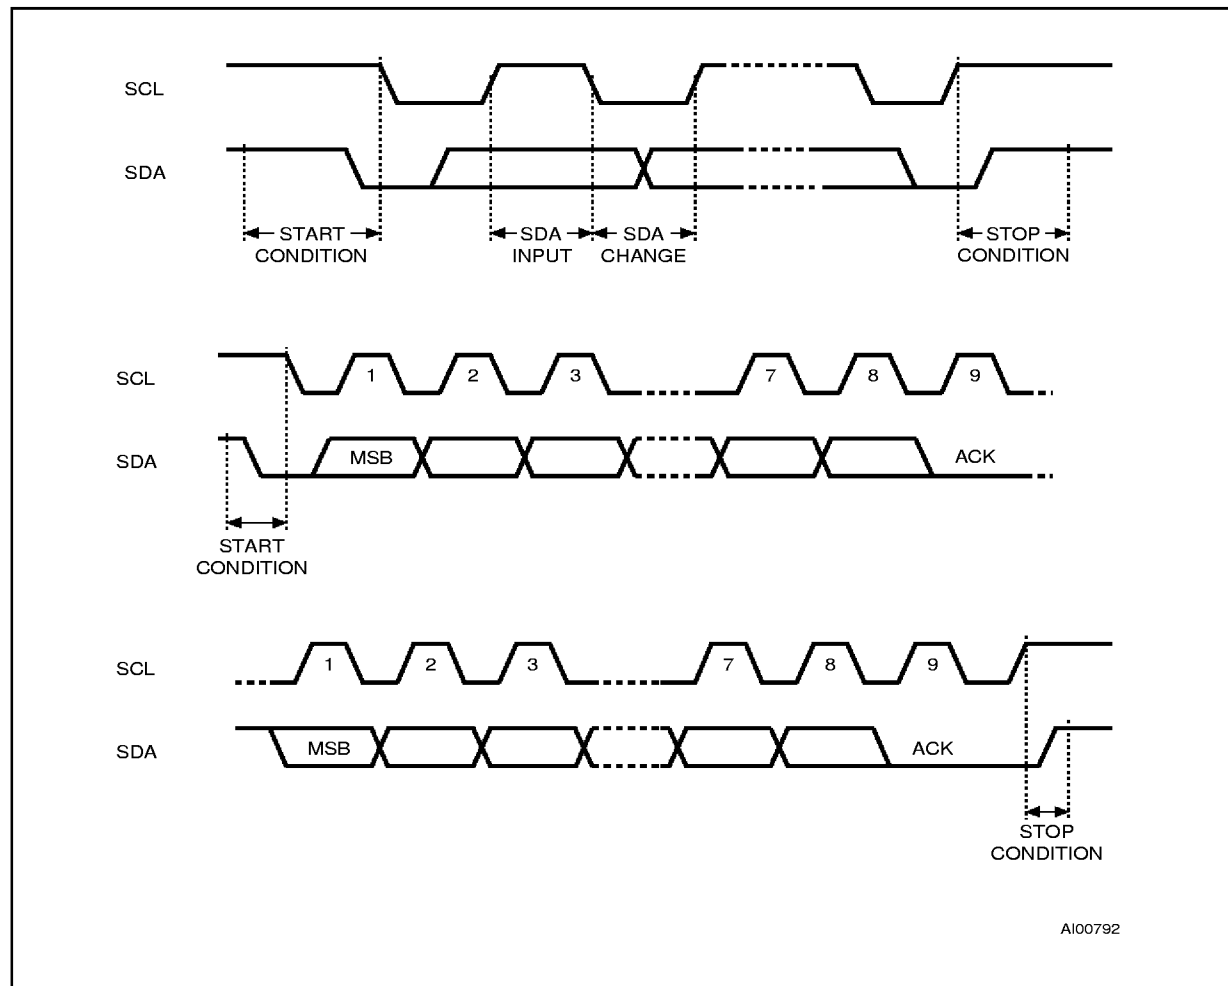 SCL
SDA
START CONDITION
SDA INPUT
SDA CHANGE
STOP CONDITION
SCL
1 2 3 7 8 9
SDA
MSB
ACK
START CONDITION
SCL
1 2 3 7 8 9
SDA
MSB
ACK
STOP CONDITION
AI00792